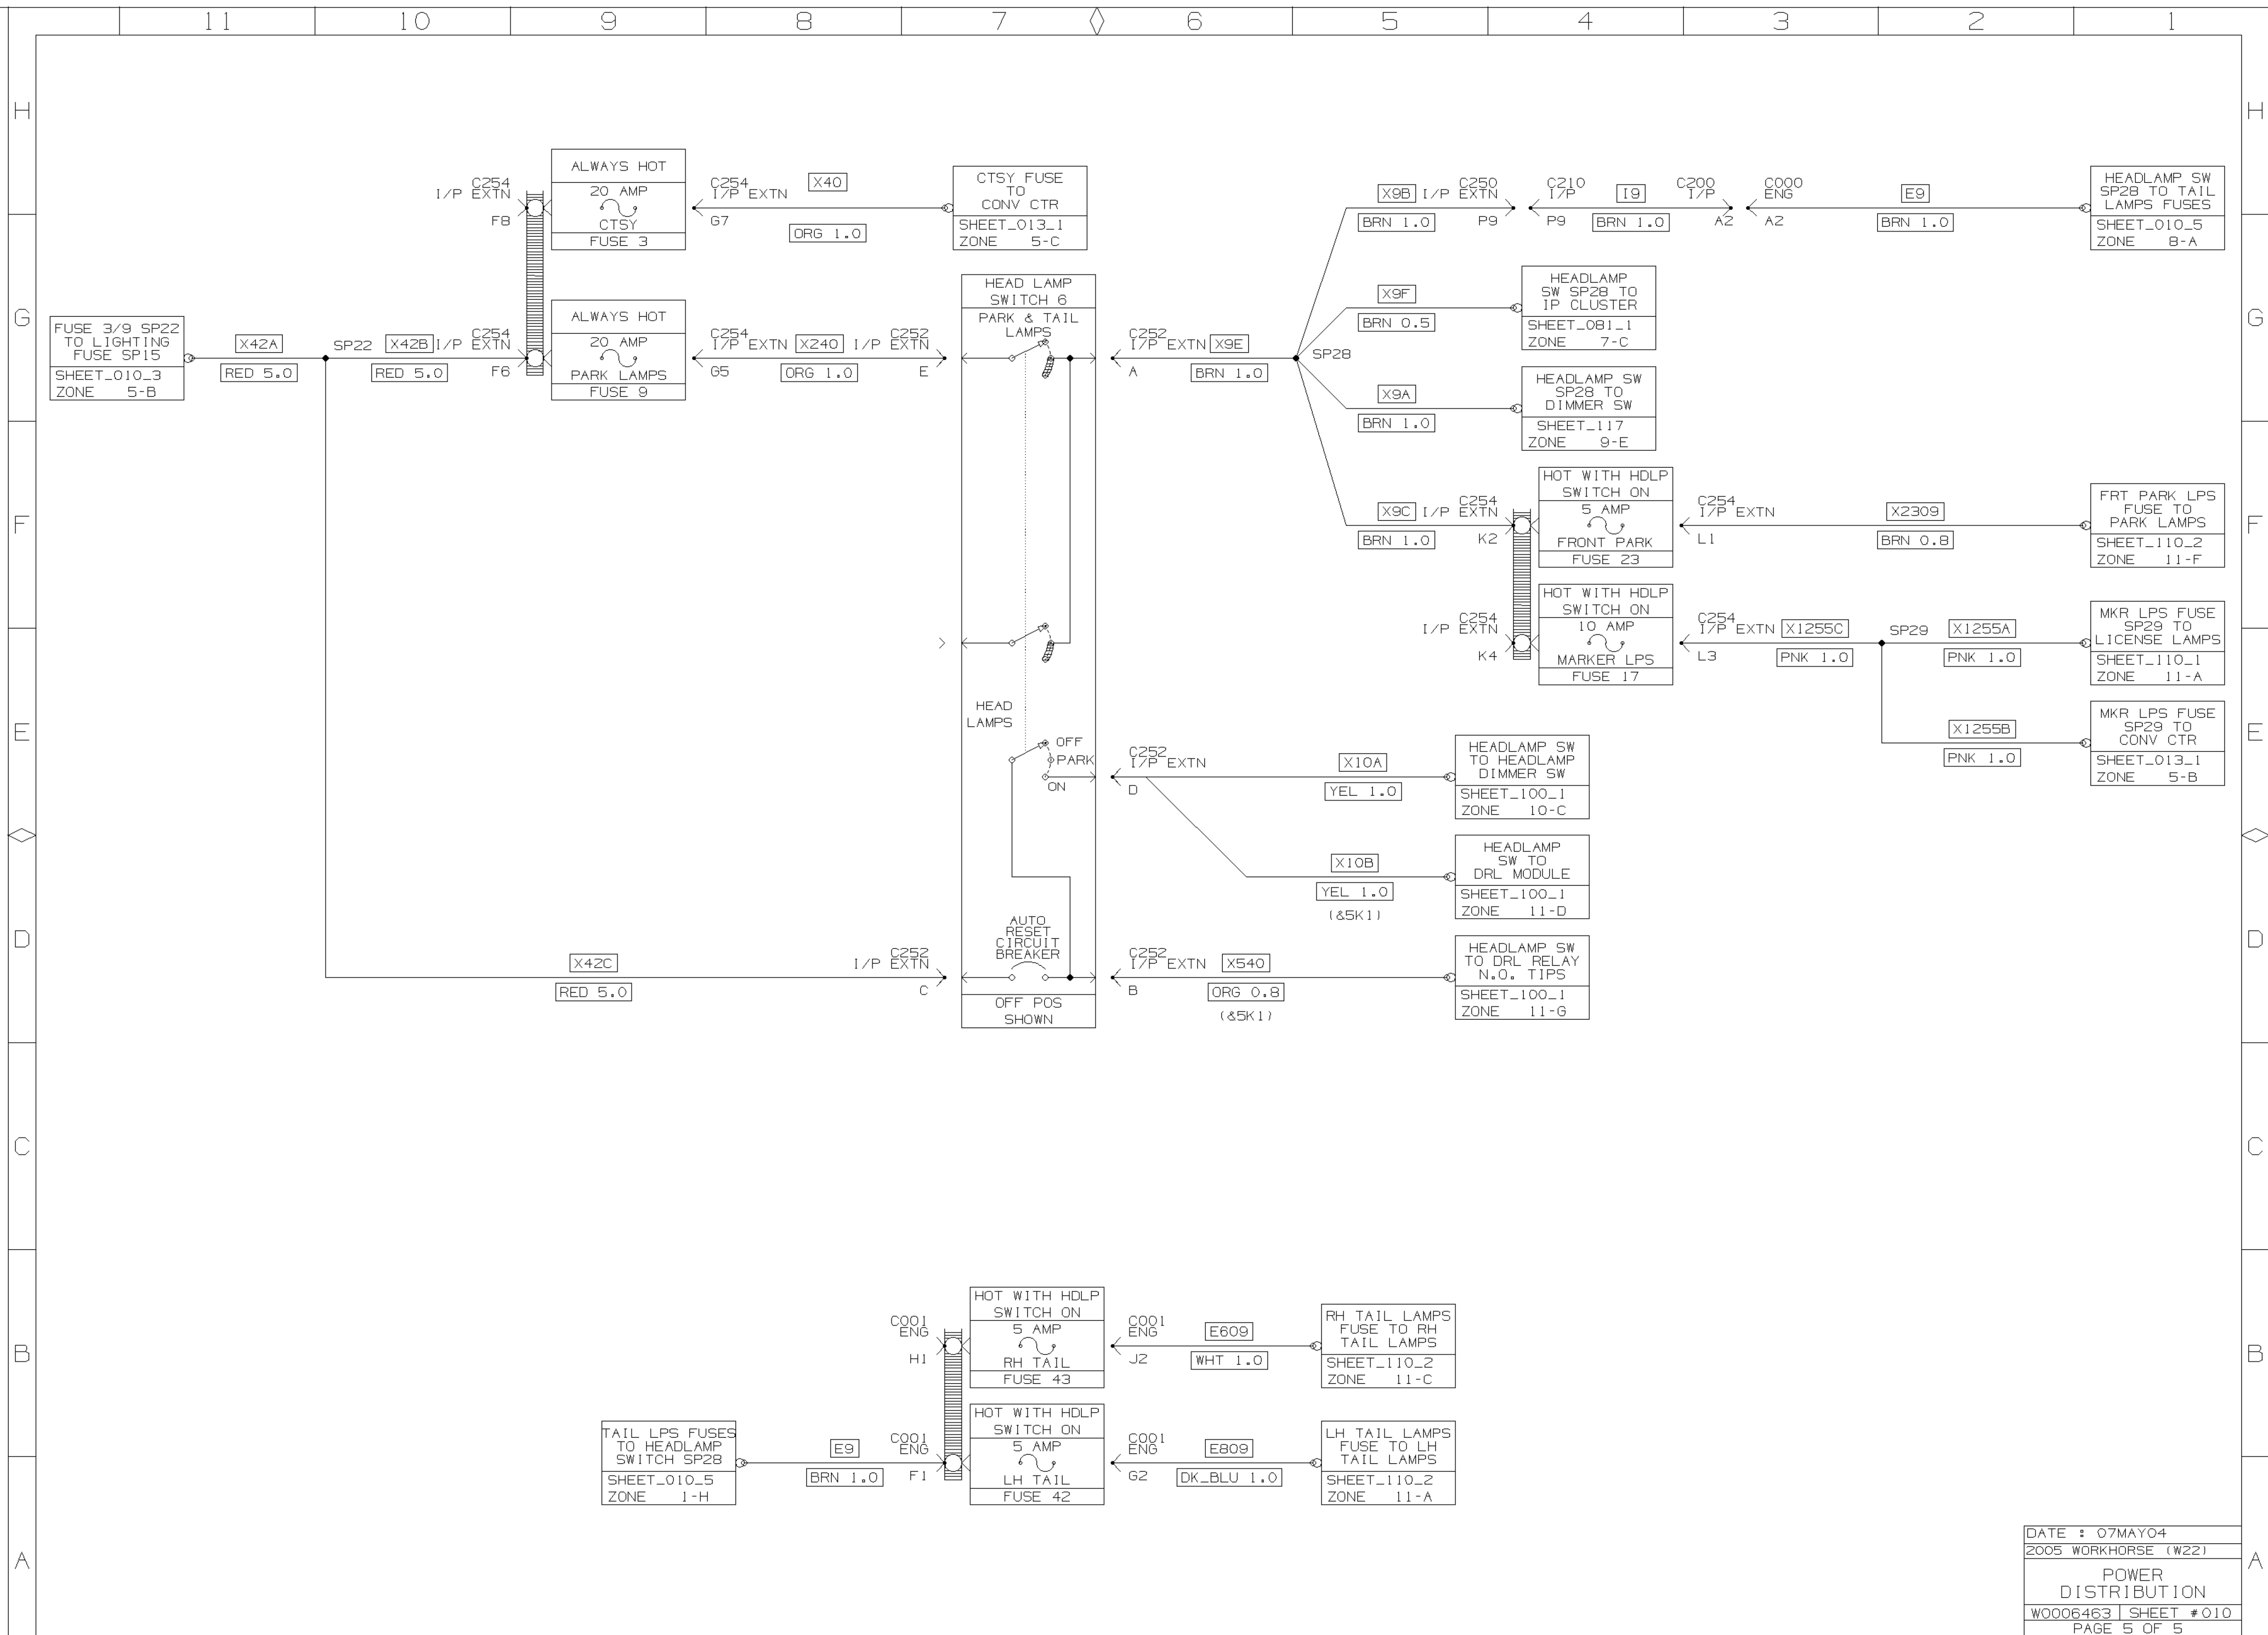 11 10 9 8 7 6 5 4 3 2 1
H
G
F
E
D
C
B
A
H
G
F
E
D
C
B
A
C254
I/P EXTN
F8
ALWAYS HOT
20 AMP
CTSY
FUSE 3
C254
I/P EXTN
G7
X40
ORG 1.0
CTSY FUSE
TO
CONV CTR
SHEET_013_1
ZONE 5-C
FUSE 3/9 SP22
TO LIGHTING
FUSE SP15
SHEET_010_3
ZONE 5-B
X42A
RED 5.0
SP22
X42B
RED 5.0
C254
I/P EXTN
F6
ALWAYS HOT
20 AMP
PARK LAMPS
FUSE 9
C254
I/P EXTN
G5
X240
ORG 1.0
C252
I/P EXTN
E
HEAD LAMP
SWITCH 6
PARK & TAIL
LAMPS
HEAD
LAMPS
OFF
PARK
ON
AUTO
RESET
CIRCUIT
BREAKER
OFF POS
SHOWN
X42C
RED 5.0
C252
I/P EXTN
C
C252
I/P EXTN
A
X9E
BRN 1.0
SP28
X9B
BRN 1.0
C250
I/P EXTN
P9
C210
I/P
P9
I9
BRN 1.0
C200
I/P
A2
C000
ENG
A2
E9
BRN 1.0
HEADLAMP SW
SP28 TO TAIL
LAMPS FUSES
SHEET_010_5
ZONE 8-A
X9F
BRN 0.5
HEADLAMP
SW SP28 TO
IP CLUSTER
SHEET_081_1
ZONE 7-C
X9A
BRN 1.0
HEADLAMP SW
SP28 TO
DIMMER SW
SHEET_117
ZONE 9-E
X9C
BRN 1.0
C254
I/P EXTN
K2
HOT WITH HDLP
SWITCH ON
5 AMP
FRONT PARK
FUSE 23
C254
I/P EXTN
L1
X2309
BRN 0.8
FRT PARK LPS
FUSE TO
PARK LAMPS
SHEET_110_2
ZONE 11-F
C254
I/P EXTN
K4
HOT WITH HDLP
SWITCH ON
10 AMP
MARKER LPS
FUSE 17
C254
I/P EXTN
L3
X1255C
PNK 1.0
SP29
X1255A
PNK 1.0
MKR LPS FUSE
SP29 TO
LICENSE LAMPS
SHEET_110_1
ZONE 11-A
X1255B
PNK 1.0
MKR LPS FUSE
SP29 TO
CONV CTR
SHEET_013_1
ZONE 5-B
C252
I/P EXTN
D
X10A
YEL 1.0
HEADLAMP SW
TO HEADLAMP
DIMMER SW
SHEET_100_1
ZONE 10-C
X10B
YEL 1.0
(&5K1)
HEADLAMP
SW TO
DRL MODULE
SHEET_100_1
ZONE 11-D
C252
I/P EXTN
B
X540
ORG 0.8
(&5K1)
HEADLAMP SW
TO DRL RELAY
N.O. TIPS
SHEET_100_1
ZONE 11-G
C001
ENG
H1
HOT WITH HDLP
SWITCH ON
5 AMP
RH TAIL
FUSE 43
C001
ENG
J2
E609
WHT 1.0
RH TAIL LAMPS
FUSE TO RH
TAIL LAMPS
SHEET_110_2
ZONE 11-C
TAIL LPS FUSES
TO HEADLAMP
SWITCH SP28
SHEET_010_5
ZONE 1-H
E9
BRN 1.0
C001
ENG
F1
HOT WITH HDLP
SWITCH ON
5 AMP
LH TAIL
FUSE 42
C001
ENG
G2
E809
DK_BLU 1.0
LH TAIL LAMPS
FUSE TO LH
TAIL LAMPS
SHEET_110_2
ZONE 11-A
DATE : 07MAY04
2005 WORKHORSE (W22)
POWER
DISTRIBUTION
W0006463 SHEET #010
PAGE 5 OF 5